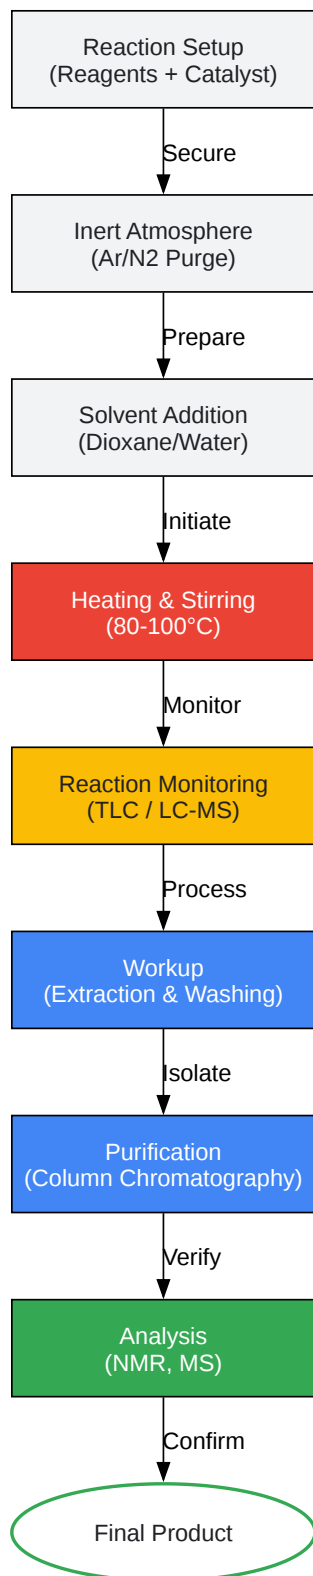 Reaction Setup
(Reagents + Catalyst)
Secure
Inert Atmosphere
(Ar/N2 Purge)
Prepare
Solvent Addition
(Dioxane/Water)
Initiate
Heating & Stirring
(80-100°C)
Monitor
Reaction Monitoring
(TLC / LC-MS)
Process
Workup
(Extraction & Washing)
Isolate
Purification
(Column Chromatography)
Verify
Analysis
(NMR, MS)
Confirm
Final Product